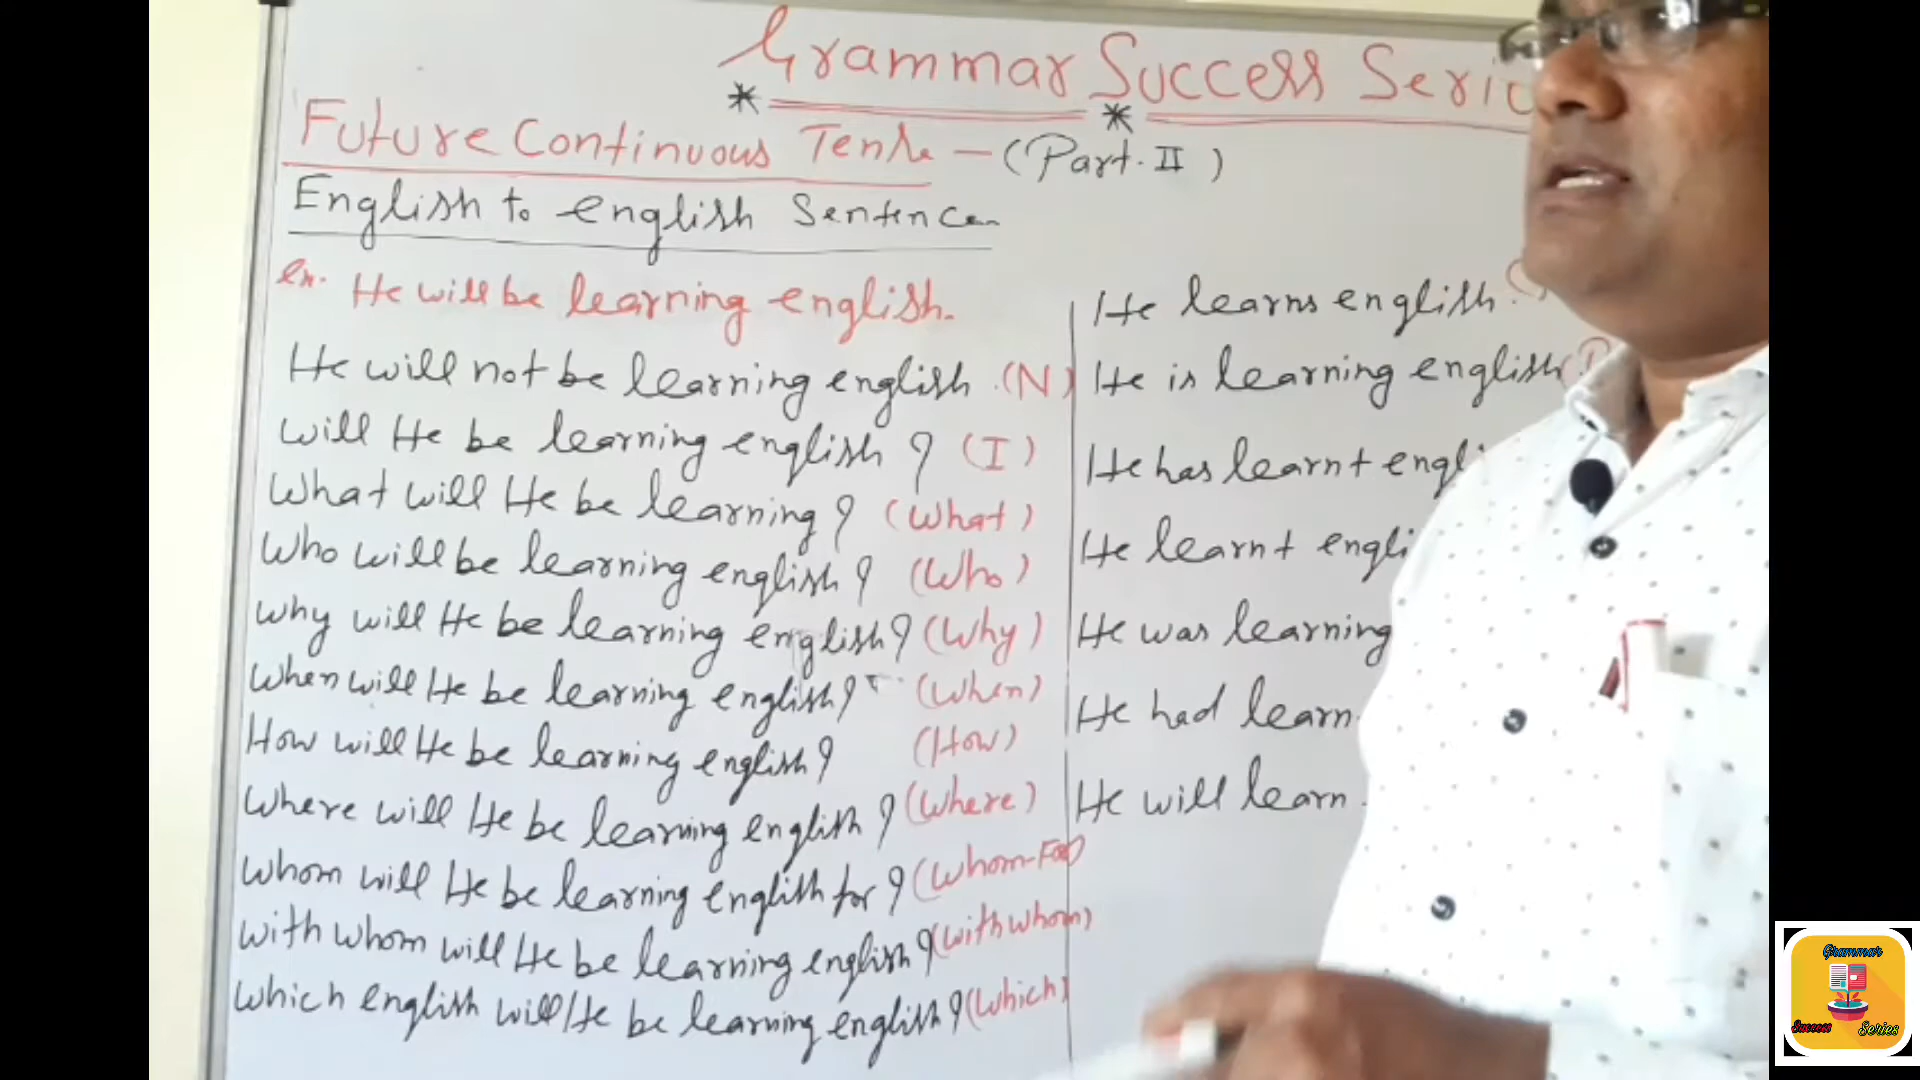 Grammar Success Seri
* *
Future Continuous Tense - (Part. II)
English to english Sentences
ex. He will be learning english.
He will not be learning english. (N)
Will He be learning english? (I)
What will He be learning? (What)
Who will be learning english? (Who)
Why will He be learning english? (Why)
When will He be learning english? (When)
How will He be learning english? (How)
Where will He be learning english? (Where)
Whom will He be learning english for? (Whom-For)
With whom will He be learning english? (with whom)
Which english will He be learning english? (Which)
He learns english.
He is learning english.
He has learnt engl
He learnt engli
He was learning
He had learn
He will learn.
Grammar
Success Series